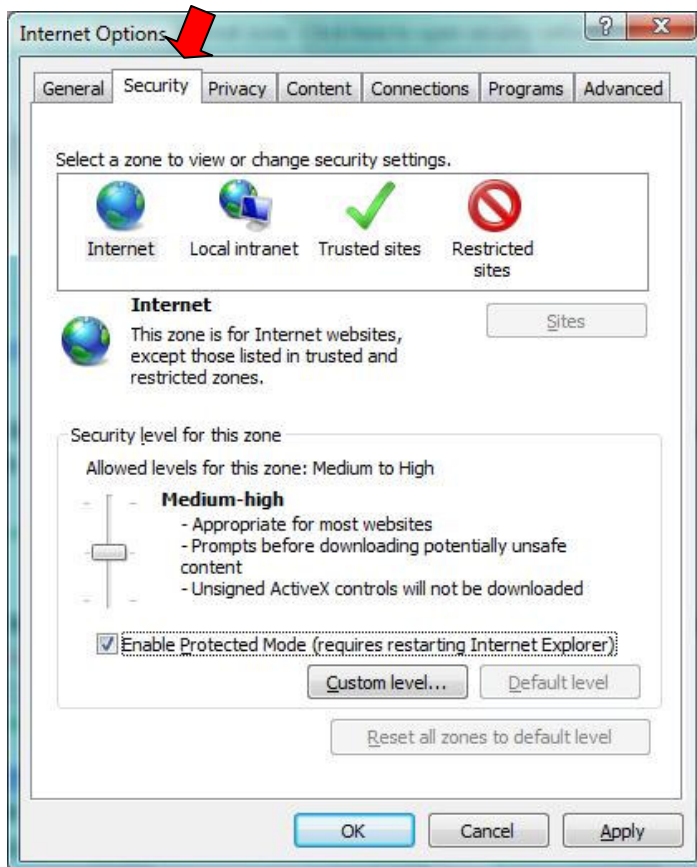 Internet Options
General Security Privacy Content Connections Programs Advanced
Select a zone to view or change security settings.
Internet Local intranet Trusted sites Restricted
sites
Internet
This zone is for Internet websites,
except those listed in trusted and
restricted zones.
Sites
Security level for this zone
Allowed levels for this zone: Medium to High
Medium-high
- Appropriate for most websites
- Prompts before downloading potentially unsafe
content
- Unsigned ActiveX controls will not be downloaded
Enable Protected Mode (requires restarting Internet Explorer)
Custom level... Default level
Reset all zones to default level
OK Cancel Apply